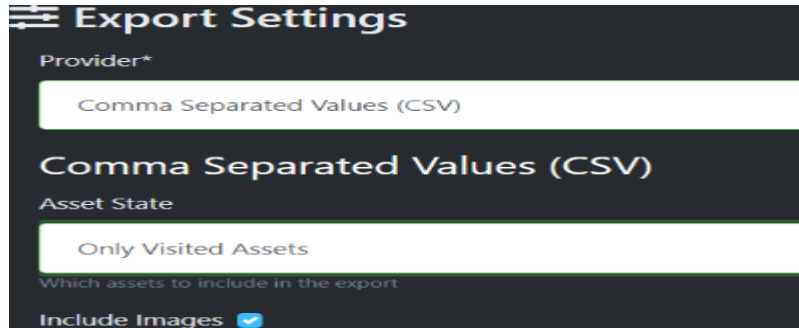 Export Settings
Provider*
Comma Separated Values (CSV)
Comma Separated Values (CSV)
Asset State
Only Visited Assets
Which assets to include in the export
Include Images